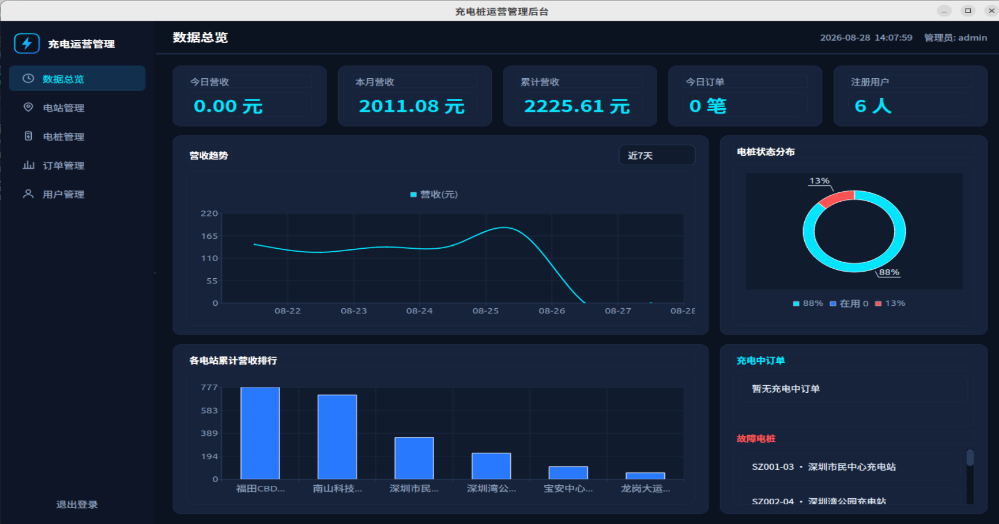 充电桩运营管理后台
充电运营管理
数据总览
电站管理
电桩管理
订单管理
用户管理
退出登录
数据总览
2026-08-28 14:07:59 管理员: admin
今日营收
0.00 元
本月营收
2011.08 元
累计营收
2225.61 元
今日订单
0 笔
注册用户
6 人
营收趋势
近7天
营收(元)
220
165
110
55
0
08-22 08-23 08-24 08-25 08-26 08-27 08-28
电桩状态分布
13%
88%
88% 在用 0 13%
各电站累计营收排行
777
583
389
194
0
福田CBD... 南山科技... 深圳市民... 深圳湾公... 宝安中心... 龙岗大运...
充电中订单
暂无充电中订单
故障电桩
SZ001-03 · 深圳市民中心充电站
SZ002-04 · 深圳湾公园充电站